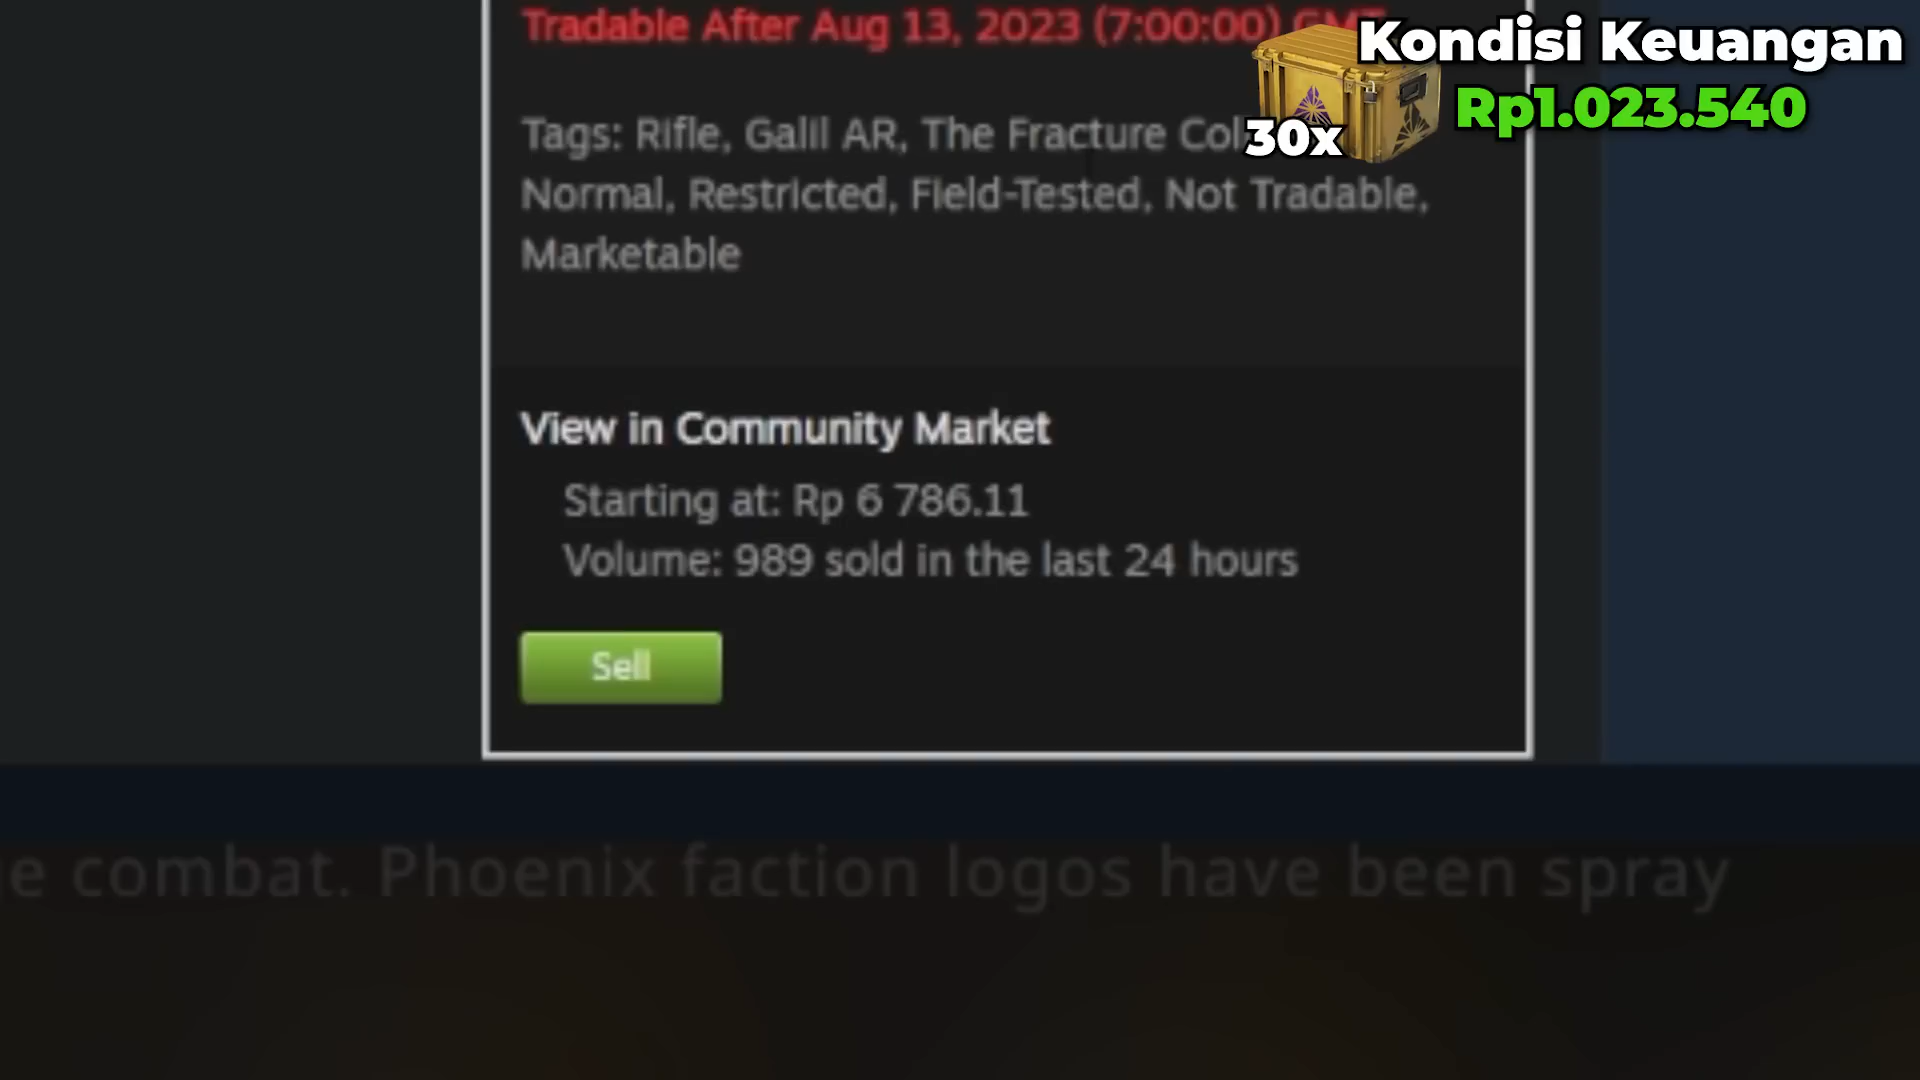 Tradable After Aug 13, 2023 (7:00:00) GMT
Kondisi Keuangan
Rp1.023.540
30x
Tags: Rifle, Galil AR, The Fracture Col
Normal, Restricted, Field-Tested, Not Tradable,
Marketable
View in Community Market
Starting at: Rp 6 786.11
Volume: 989 sold in the last 24 hours
Sell
e combat. Phoenix faction logos have been spray